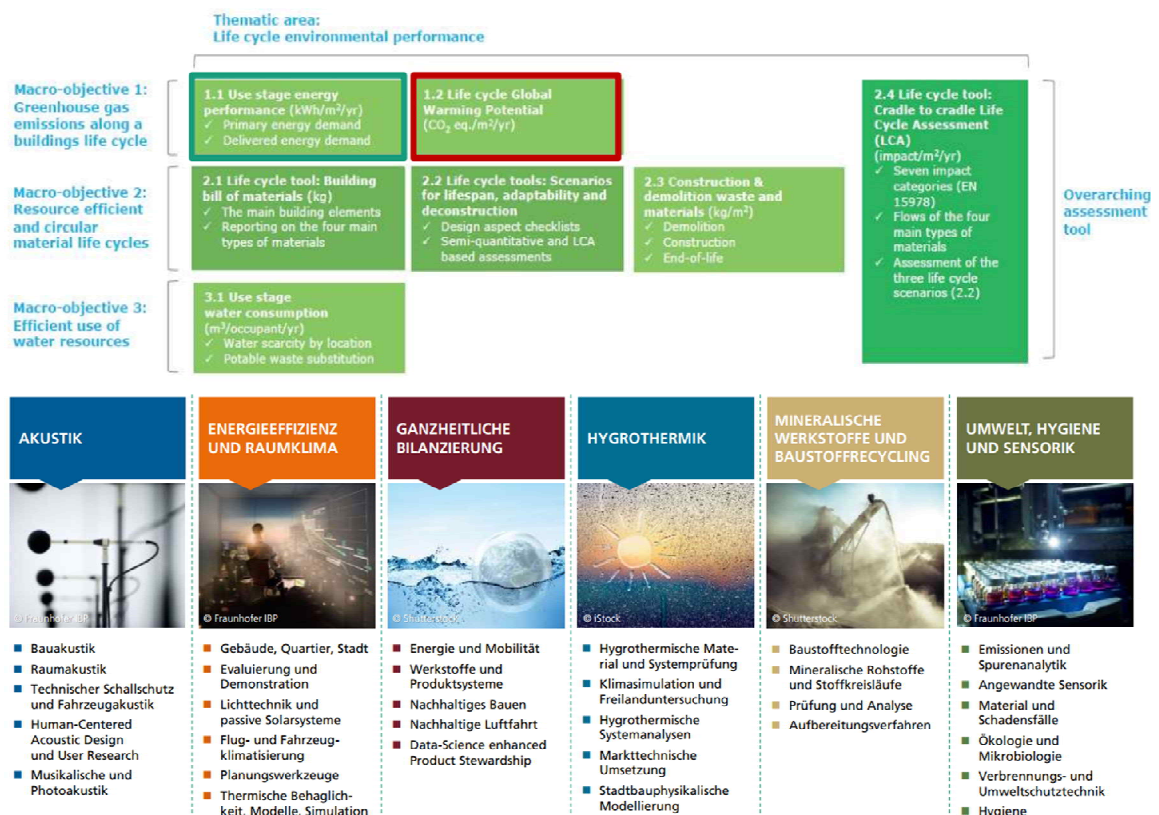 Thematic area:
Life cycle environmental performance
Macro-objective 1:
Greenhouse gas
emissions along a
buildings life cycle
1.1 Use stage energy
performance (kWh/m²/yr)
✓ Primary energy demand
✓ Delivered energy demand
1.2 Life cycle Global
Warming Potential
(CO₂ eq./m²/yr)
Macro-objective 2:
Resource efficient
and circular
material life cycles
2.1 Life cycle tool: Building
bill of materials (kg)
✓ The main building elements
✓ Reporting on the four main
types of materials
2.2 Life cycle tools: Scenarios
for lifespan, adaptability and
deconstruction
✓ Design aspect checklists
✓ Semi-quantitative and LCA
based assessments
2.3 Construction &
demolition waste and
materials (kg/m²)
✓ Demolition
✓ Construction
✓ End-of-life
Macro-objective 3:
Efficient use of
water resources
3.1 Use stage
water consumption
(m³/occupant/yr)
✓ Water scarcity by location
✓ Potable waste substitution
2.4 Life cycle tool:
Cradle to cradle Life
Cycle Assessment
(LCA)
(impact/m²/yr)
✓ Seven impact
categories (EN
15978)
✓ Flows of the four
main types of
materials
✓ Assessment of the
three life cycle
scenarios (2.2)
Overarching
assessment
tool
AKUSTIK
© Fraunhofer IBP
■ Bauakustik
■ Raumakustik
■ Technischer Schallschutz
und Fahrzeugakustik
■ Human-Centered
Acoustic Design
und User Research
■ Musikalische und
Photoakustik
ENERGIEEFFIZIENZ
UND RAUMKLIMA
© Fraunhofer IBP
■ Gebäude, Quartier, Stadt
■ Evaluierung und
Demonstration
■ Lichttechnik und
passive Solarsysteme
■ Flug- und Fahrzeug-
klimatisierung
■ Planungswerkzeuge
■ Thermische Behaglich-
keit, Modelle, Simulation
GANZHEITLICHE
BILANZIERUNG
© Shutterstock
■ Energie und Mobilität
■ Werkstoffe und
Produktsysteme
■ Nachhaltiges Bauen
■ Nachhaltige Luftfahrt
■ Data-Science enhanced
Product Stewardship
HYGROTHERMIK
© iStock
■ Hygrothermische Mate-
rial und Systemprüfung
■ Klimasimulation und
Freilanduntersuchung
■ Hygrothermische
Systemanalysen
■ Markttechnische
Umsetzung
■ Stadtbauphysikalische
Modellierung
MINERALISCHE
WERKSTOFFE UND
BAUSTOFFRECYCLING
© Shutterstock
■ Baustofftechnologie
■ Mineralische Rohstoffe
und Stoffkreisläufe
■ Prüfung und Analyse
■ Aufbereitungsverfahren
UMWELT, HYGIENE
UND SENSORIK
© Fraunhofer IBP
■ Emissionen und
Spurenanalytik
■ Angewandte Sensorik
■ Material und
Schadensfälle
■ Ökologie und
Mikrobiologie
■ Verbrennungs- und
Umweltschutztechnik
■ Hygiene